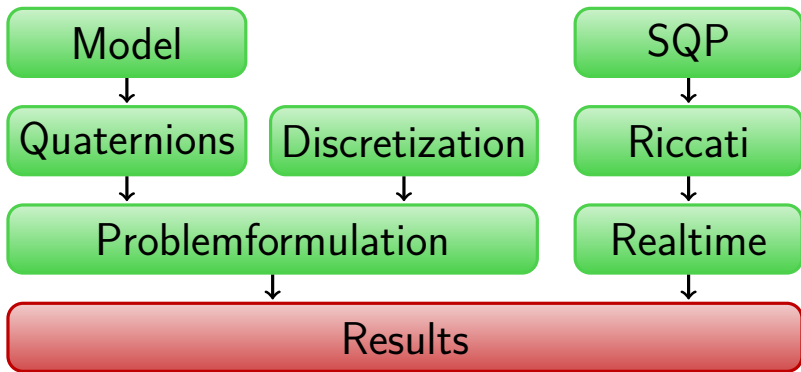 Model
SQP
Quaternions
Discretization
Riccati
Problemformulation
Realtime
Results